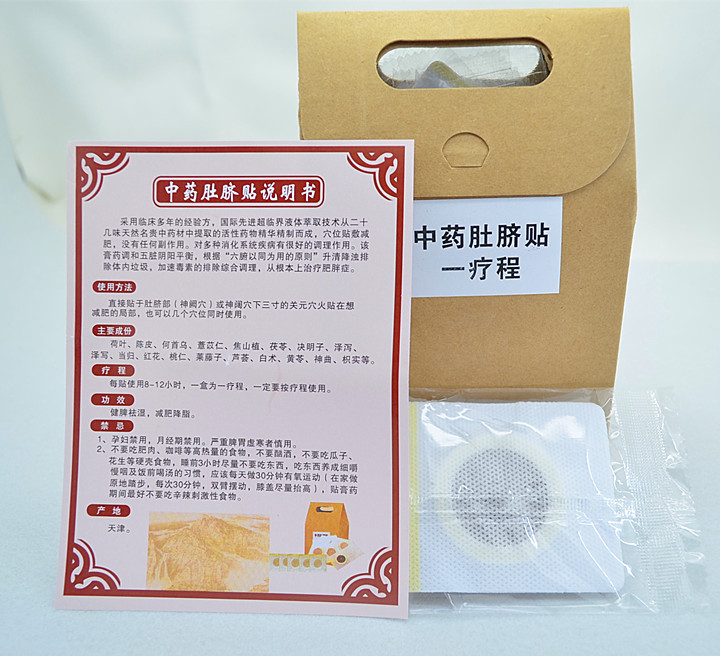 中药肚脐贴说明书
采用临床多年的经验方，国际先进超临界液体萃取技术从二十
几味天然名贵中药材中提取的活性药物精华精制而成，穴位贴敷减
肥，没有任何副作用。对多种消化系统疾病有很好的调理作用。该
膏药调和五脏阴阳平衡，根据“六腑以同为用的原则”升清降浊排
除体内垃圾，加速毒素的排除综合调理，从根本上治疗肥胖症。
使用方法
直接贴于肚脐部（神阙穴）或神阔穴下三寸的关元穴火贴在想
减肥的局部，也可以几个穴位同时使用。
主要成份
荷叶、陈皮、何首乌、薏苡仁、焦山植、茯苓、决明子、泽泻、
泽写、当归、红花、桃仁、莱藤子、芦荟、白术、黄苓、神曲、枳实等。
疗程
每贴使用8-12小时，一盒为一疗程，一定要按疗程使用。
功效
健脾祛湿，减肥降脂。
禁忌
1、孕妇禁用，月经期禁用。严重脾胃虚寒者慎用。
2、不要吃肥肉、咖啡等高热量的食物，不要酗酒，不要吃瓜子、
花生等硬壳食物，睡前3小时尽量不要吃东西，吃东西养成细嚼
慢咽及饭前喝汤的习惯，应该每天做30分钟有氧运动（在家做
原地踏步，每次30分钟，双臂摆动，膝盖尽量抬高），贴膏药
期间最好不要吃辛辣刺激性食物。
产地
天津。
中药肚脐贴
一疗程